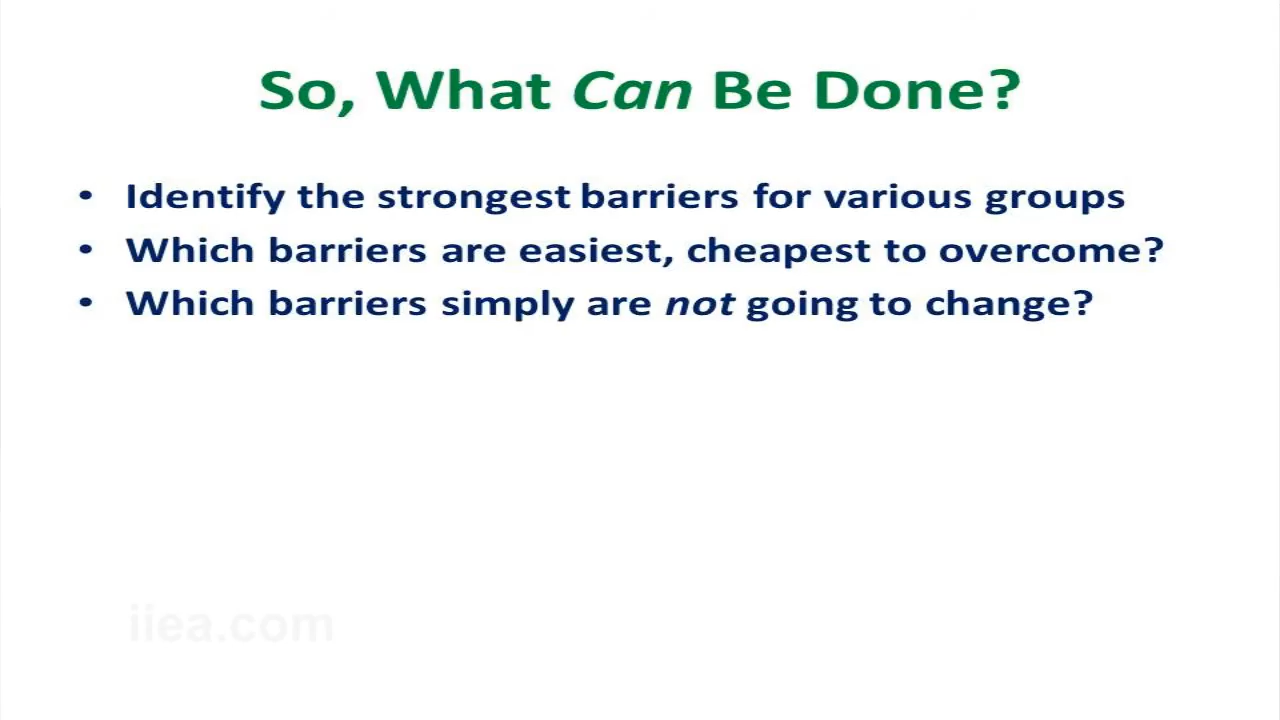 So, What Can Be Done?
• Identify the strongest barriers for various groups
• Which barriers are easiest, cheapest to overcome?
• Which barriers simply are not going to change?
iiea.com